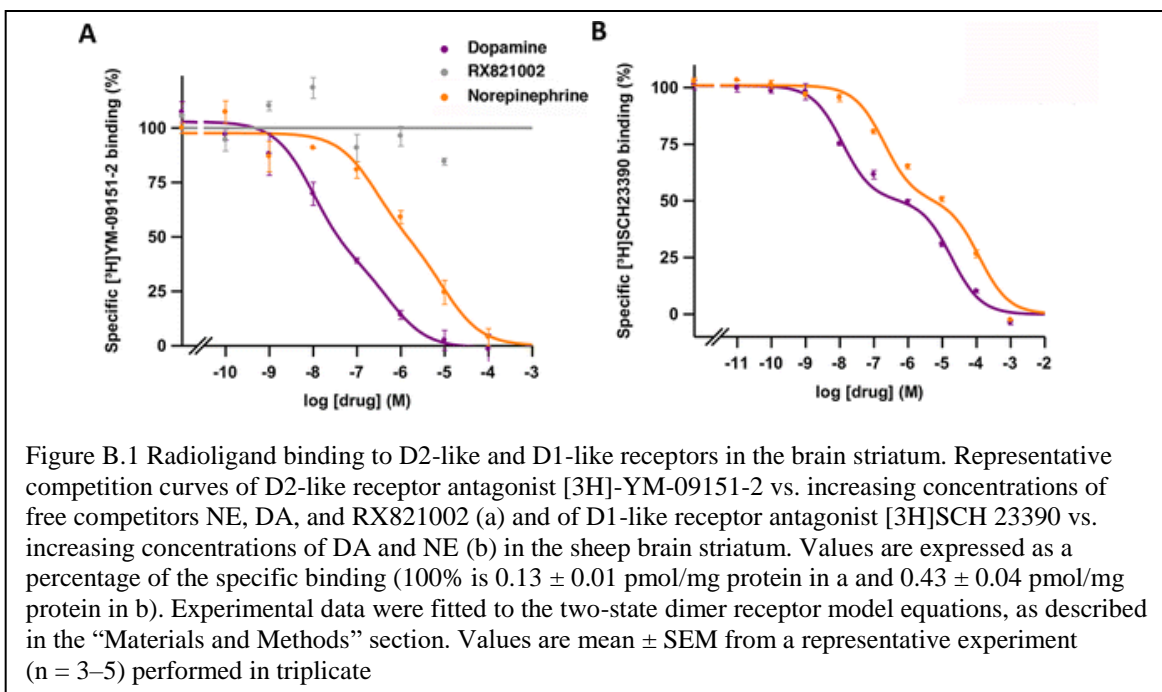 A
B
Dopamine
RX821002
Norepinephrine
Specific [³H]YM-09151-2 binding (%)
100
75
50
25
0
-10 -9 -8 -7 -6 -5 -4 -3
log [drug] (M)
Specific [³H]SCH23390 binding (%)
100
75
50
25
0
-11 -10 -9 -8 -7 -6 -5 -4 -3 -2
log [drug] (M)
Figure B.1 Radioligand binding to D2-like and D1-like receptors in the brain striatum. Representative
competition curves of D2-like receptor antagonist [3H]-YM-09151-2 vs. increasing concentrations of
free competitors NE, DA, and RX821002 (a) and of D1-like receptor antagonist [3H]SCH 23390 vs.
increasing concentrations of DA and NE (b) in the sheep brain striatum. Values are expressed as a
percentage of the specific binding (100% is 0.13 ± 0.01 pmol/mg protein in a and 0.43 ± 0.04 pmol/mg
protein in b). Experimental data were fitted to the two-state dimer receptor model equations, as described
in the “Materials and Methods” section. Values are mean ± SEM from a representative experiment
(n = 3–5) performed in triplicate